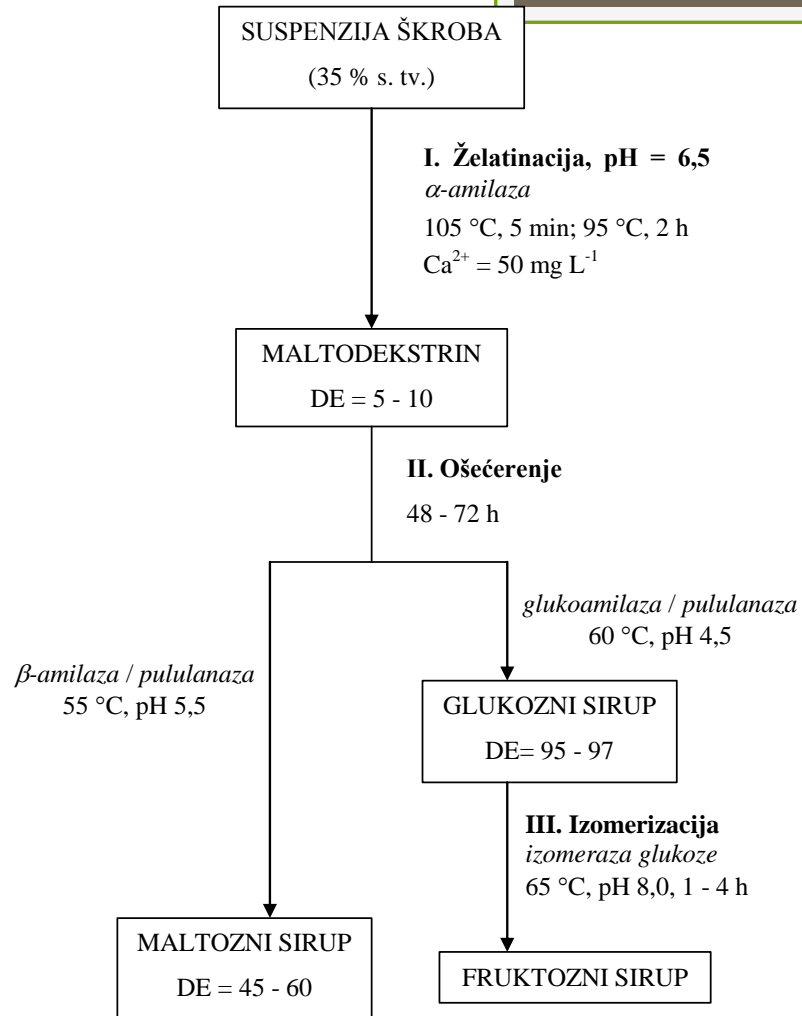 SUSPENZIJA ŠKROBA
(35 % s. tv.)
I. Želatinacija, pH = 6,5
α-amilaza
105 °C, 5 min; 95 °C, 2 h
Ca²⁺ = 50 mg L⁻¹
MALTODEKSTRIN
DE = 5 - 10
II. Ošećerenje
48 - 72 h
glukoamilaza / pululanaza
60 °C, pH 4,5
β-amilaza / pululanaza
55 °C, pH 5,5
GLUKOZNI SIRUP
DE= 95 - 97
III. Izomerizacija
izomeraza glukoze
65 °C, pH 8,0, 1 - 4 h
MALTOZNI SIRUP
DE = 45 - 60
FRUKTOZNI SIRUP